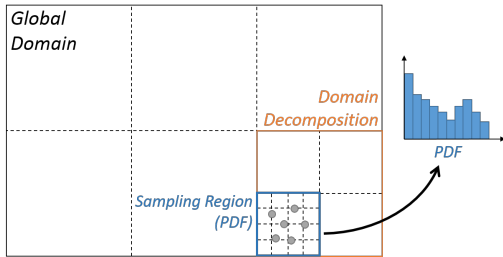 Global
Domain
Domain
Decomposition
PDF
Sampling Region
(PDF)